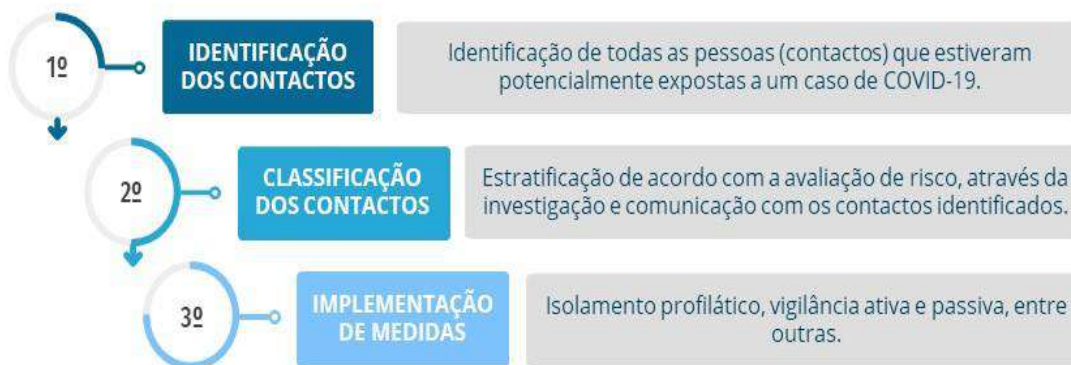 1º
IDENTIFICAÇÃO
DOS CONTACTOS
Identificação de todas as pessoas (contactos) que estiveram
potencialmente expostas a um caso de COVID-19.
2º
CLASSIFICAÇÃO
DOS CONTACTOS
Estratificação de acordo com a avaliação de risco, através da
investigação e comunicação com os contactos identificados.
3º
IMPLEMENTAÇÃO
DE MEDIDAS
Isolamento profilático, vigilância ativa e passiva, entre
outras.